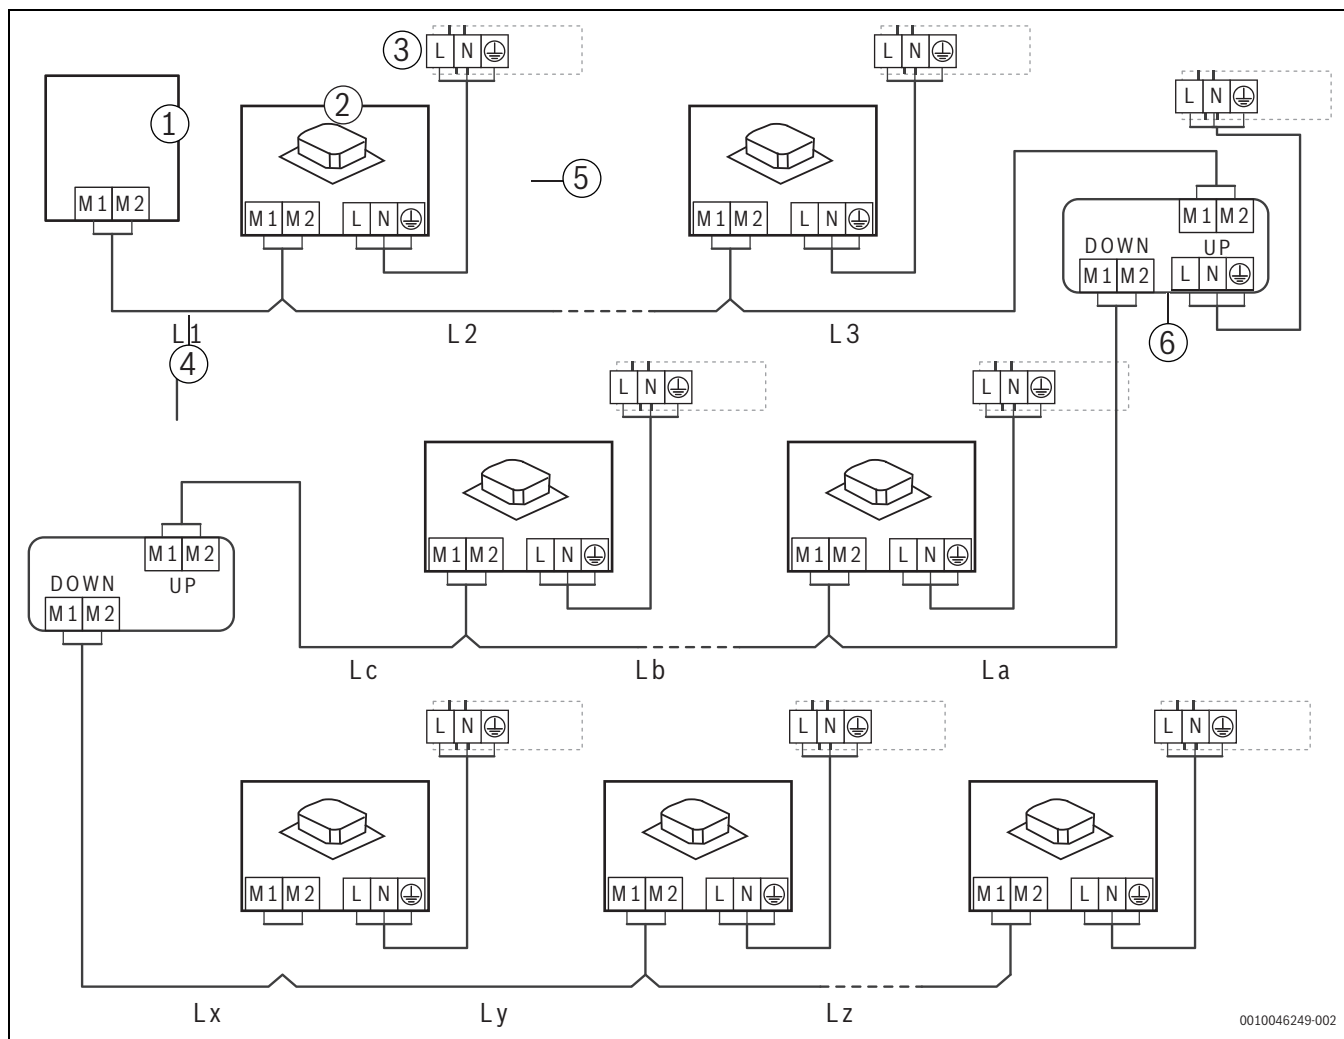 3
L N
L N
L N
1
2
5
M1 M2
M1 M2
L N
M1 M2
L N
M1 M2
DOWN
UP
M1 M2
L N
L1
L2
L3
4
6
L N
L N
M1 M2
L N
M1 M2
L N
M1 M2
DOWN
UP
M1 M2
Lc
Lb
La
L N
L N
L N
M1 M2
L N
M1 M2
L N
M1 M2
L N
Lx
Ly
Lz
0010046249-002